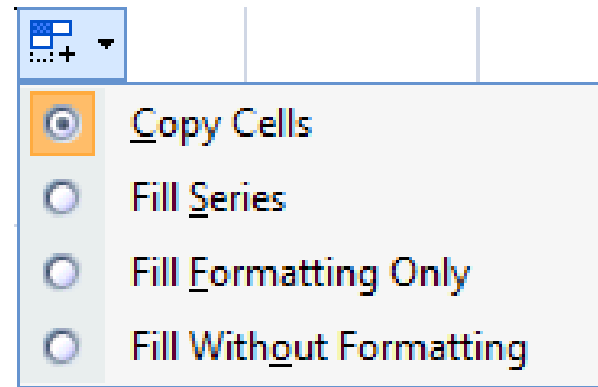 Copy Cells
Fill Series
Fill Formatting Only
Fill Without Formatting